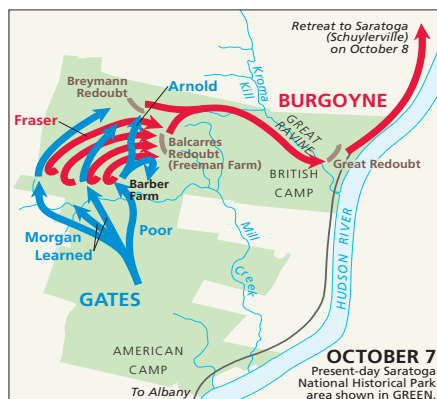 Retreat to Saratoga
(Schuylerville)
on October 8
Kroma
Kill
Breymann
Redoubt
Arnold
BURGOYNE
Fraser
GREAT
RAVINE
Balcarres
Redoubt
(Freeman Farm)
Great Redoubt
BRITISH
CAMP
Barber
Farm
Morgan
Learned
Poor
Mill
Creek
HUDSON RIVER
GATES
AMERICAN
CAMP
To Albany
OCTOBER 7
Present-day Saratoga
National Historical Park
area shown in GREEN.